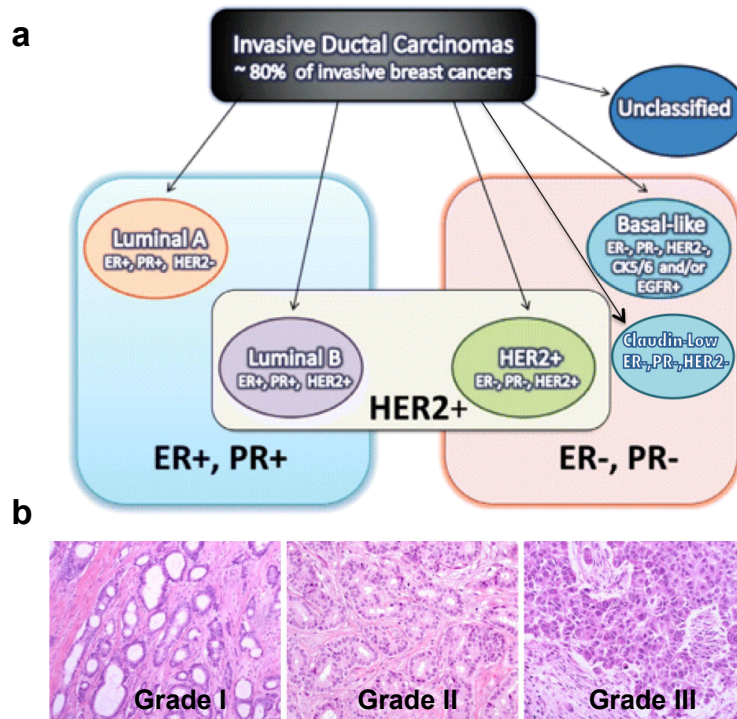 a
Invasive Ductal Carcinomas
~ 80% of invasive breast cancers
Unclassified
Luminal A
ER+, PR+, HER2-
Basal-like
ER-, PR-, HER2-,
CK5/6 and/or
EGFR+
Luminal B
ER+, PR+, HER2+
HER2+
ER-, PR-, HER2+
Claudin-Low
ER-,PR-,HER2-
HER2+
ER+, PR+
ER-, PR-
b
Grade I
Grade II
Grade III